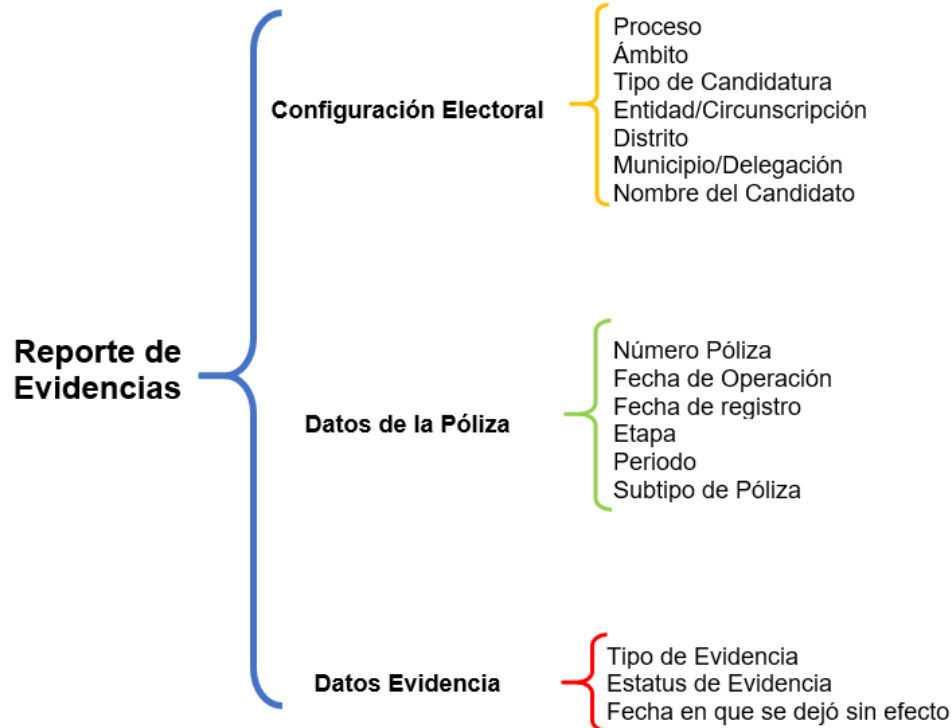 Reporte de
Evidencias
Configuración Electoral
Proceso
Ámbito
Tipo de Candidatura
Entidad/Circunscripción
Distrito
Municipio/Delegación
Nombre del Candidato
Datos de la Póliza
Número Póliza
Fecha de Operación
Fecha de registro
Etapa
Periodo
Subtipo de Póliza
Datos Evidencia
Tipo de Evidencia
Estatus de Evidencia
Fecha en que se dejó sin efecto